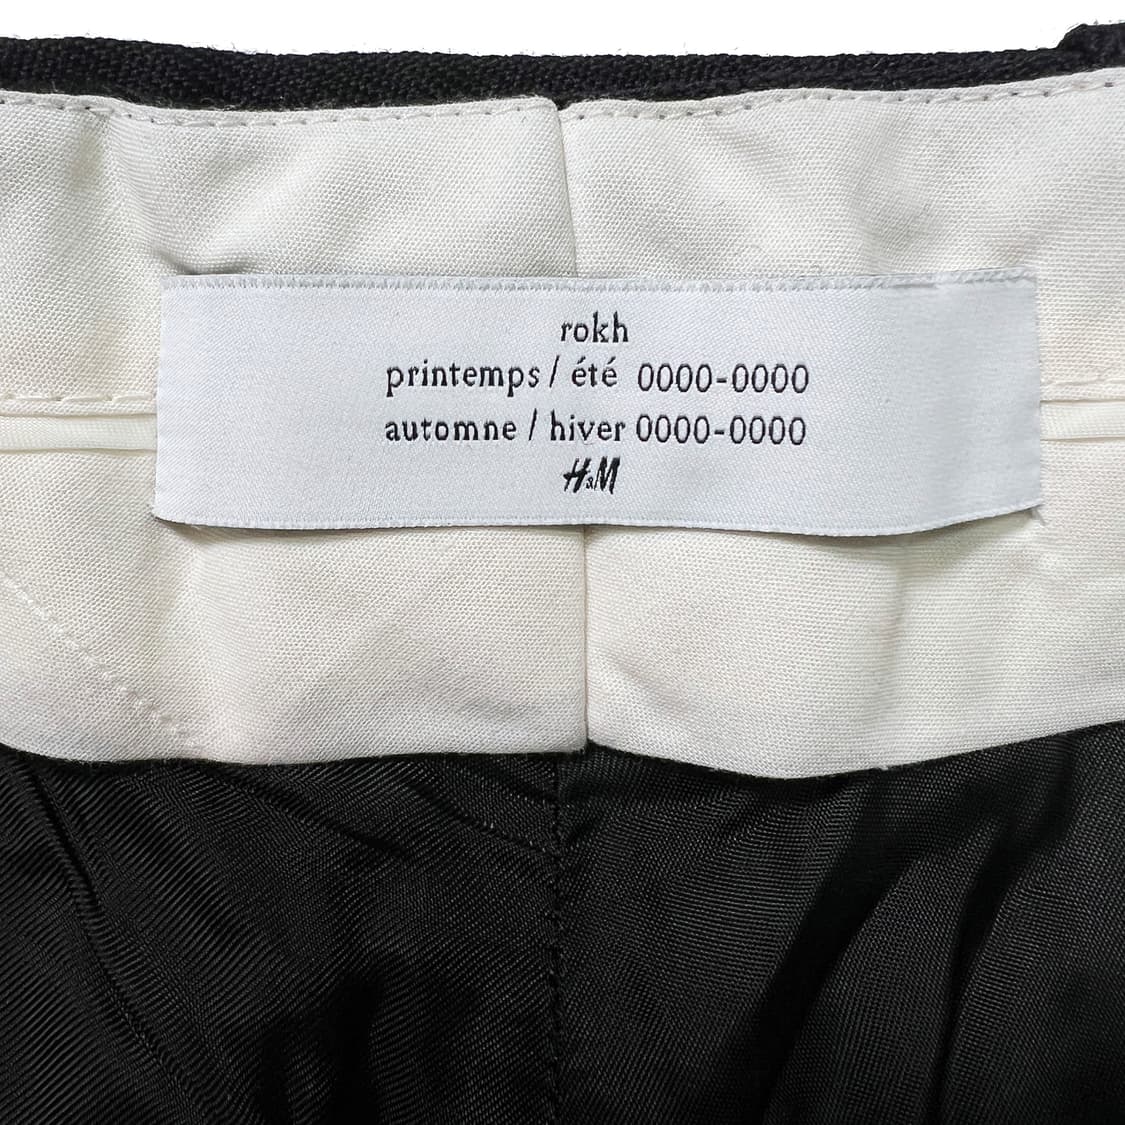 rokh
printemps / été 0000-0000
automne / hiver 0000-0000
H&M